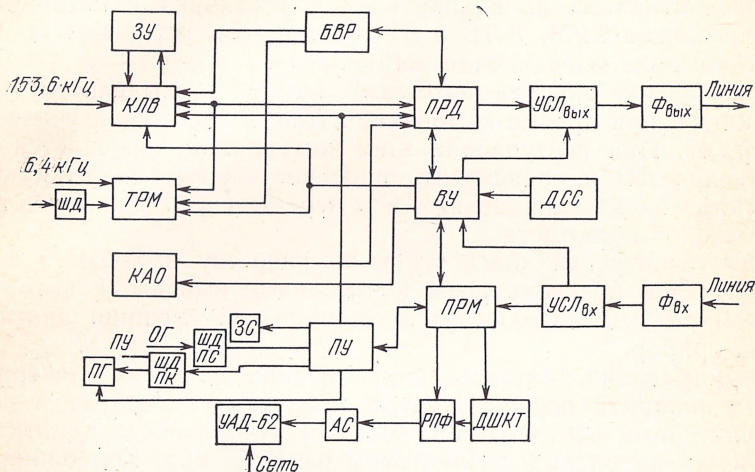 ЗУ
БВР
153,6 кГц
КЛВ
ПРД
УСЛвых
Фвых
Линия
6,4 кГц
ШД
ТРМ
ВУ
ДСС
КАО
Линия
ПРМ
УСЛвх
Фвх
ЗС
ПУ
ОГ
ШД
ПС
ПУ
ПГ
ШД
ПК
УАД-62
АС
РПФ
ДШКТ
Сеть